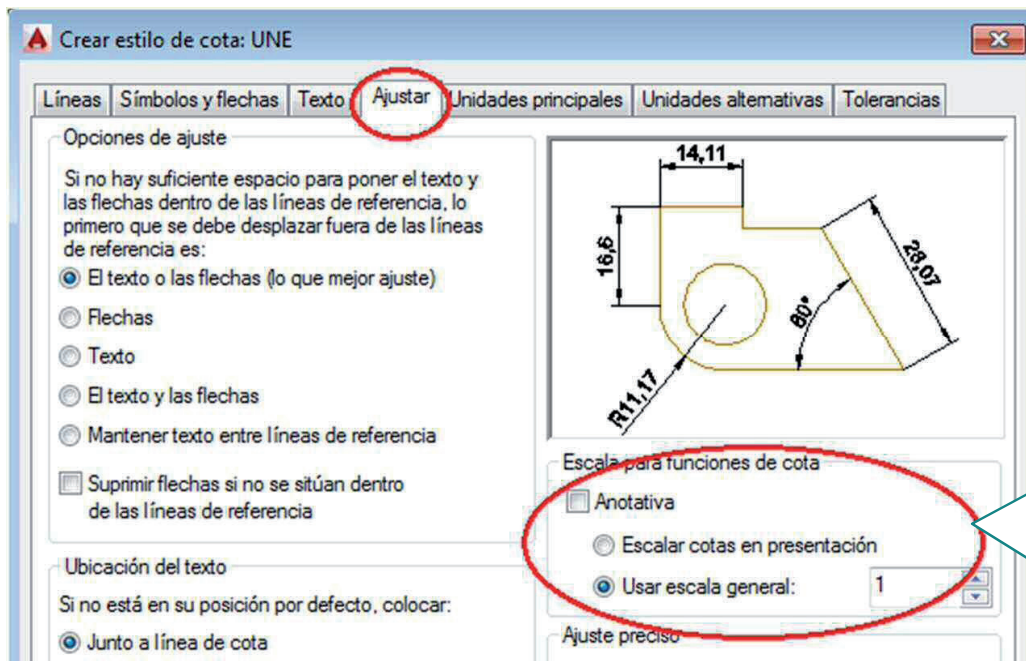 Crear estilo de cota: UNE
Líneas
Símbolos y flechas
Texto
Ajustar
Unidades principales
Unidades alternativas
Tolerancias
Opciones de ajuste
Si no hay suficiente espacio para poner el texto y
las flechas dentro de las líneas de referencia, lo
primero que se debe desplazar fuera de las líneas
de referencia es:
El texto o las flechas (lo que mejor ajuste)
Flechas
Texto
El texto y las flechas
Mantener texto entre líneas de referencia
Suprimir flechas si no se sitúan dentro
de las líneas de referencia
Ubicación del texto
Si no está en su posición por defecto, colocar:
Junto a línea de cota
14,11
16,6
28,07
80°
R11,17
Escala para funciones de cota
Anotativa
Escalar cotas en presentación
Usar escala general:
1
Ajuste preciso